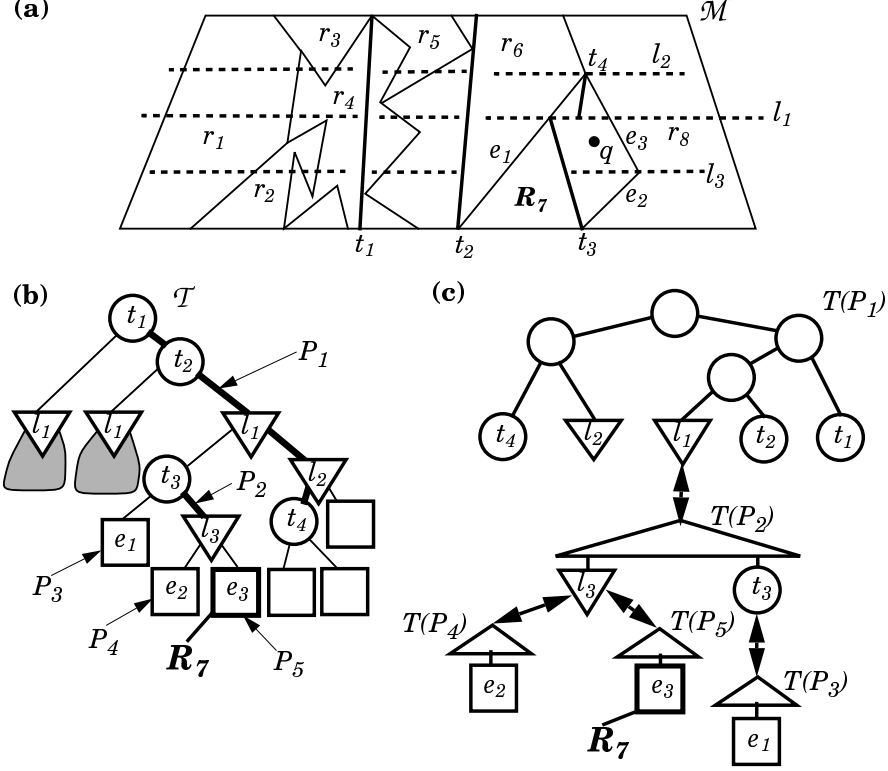 (a)
ℳ
r₃ r₅ r₆ t₄ l₂
r₄ l₁
r₁ e₁ q e₃ r₈
r₂ R₇ e₂ l₃
t₁ t₂ t₃
(b) 𝒯
t₁
t₂ P₁
l₁ l₁ l₁
t₃ P₂ l₂
e₁ l₃ t₄
P₃ e₂ e₃
P₄ R₇ P₅
(c)
T(P₁)
t₄ l₂ l₁ t₂ t₁
T(P₂)
l₃ t₃
T(P₄) T(P₅)
e₂ e₃ T(P₃)
R₇ e₁